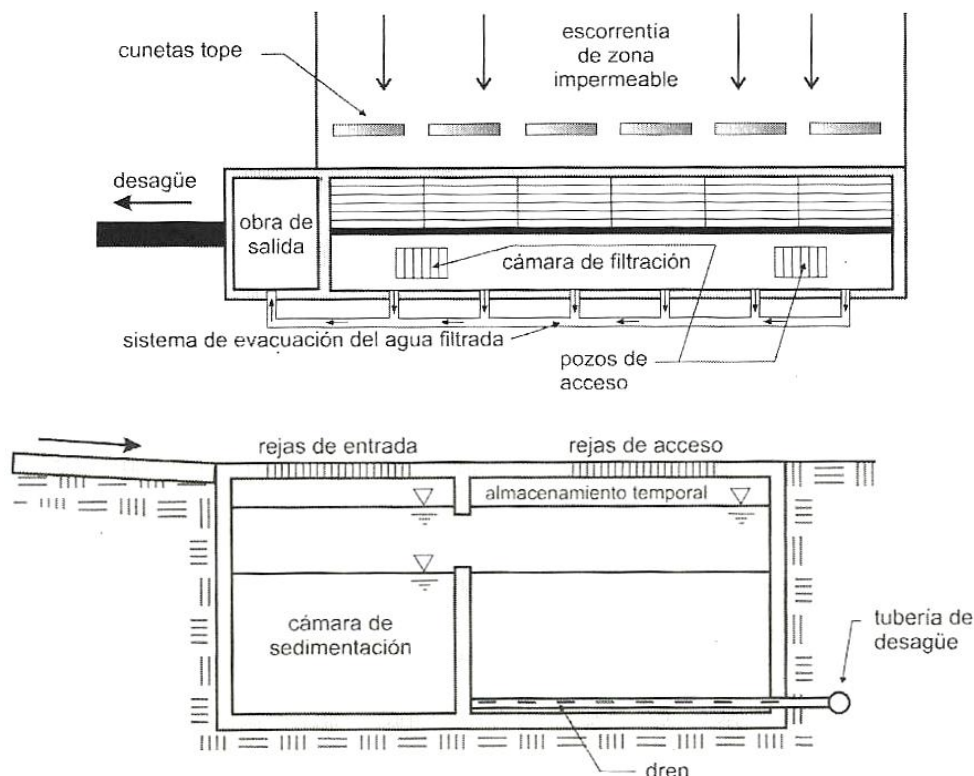 cunetas tope
escorrentía
de zona
impermeable
desagüe
obra de
salida
cámara de filtración
sistema de evacuación del agua filtrada
pozos de
acceso
rejas de entrada
rejas de acceso
almacenamiento temporal
cámara de
sedimentación
tubería de
desagüe
dren